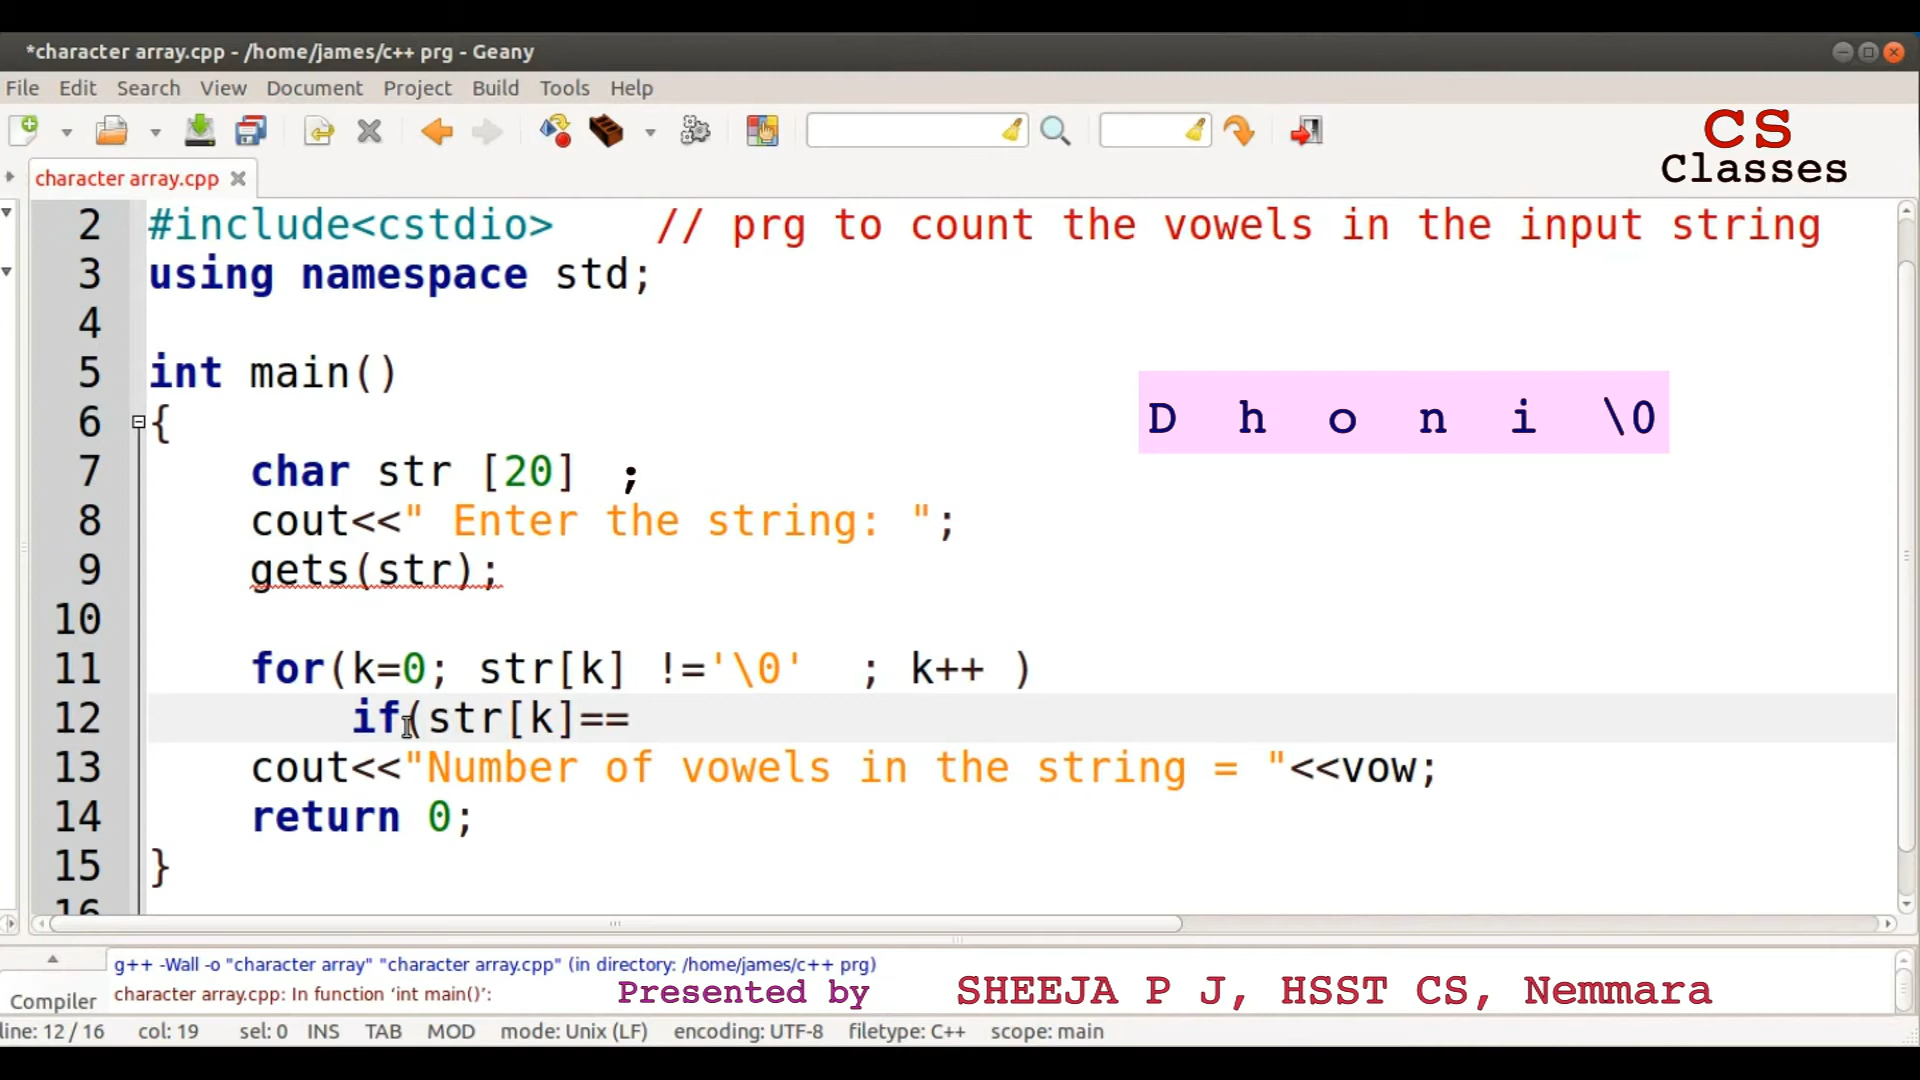 *character array.cpp - /home/james/c++ prg - Geany
File Edit Search View Document Project Build Tools Help
CS
Classes
character array.cpp
2 #include<cstdio> // prg to count the vowels in the input string
3 using namespace std;
4
5 int main()
6 {
D h o n i \0
7 char str [20] ;
8 cout<<" Enter the string: ";
9 gets(str);
10
11 for(k=0; str[k] !='\0' ; k++ )
12 if(str[k]==
13 cout<<"Number of vowels in the string = "<<vow;
14 return 0;
15 }
16
g++ -Wall -o "character array" "character array.cpp" (in directory: /home/james/c++ prg)
Compiler character array.cpp: In function ‘int main()’:
Presented by SHEEJA P J, HSST CS, Nemmara
line: 12 / 16 col: 19 sel: 0 INS TAB MOD mode: Unix (LF) encoding: UTF-8 filetype: C++ scope: main